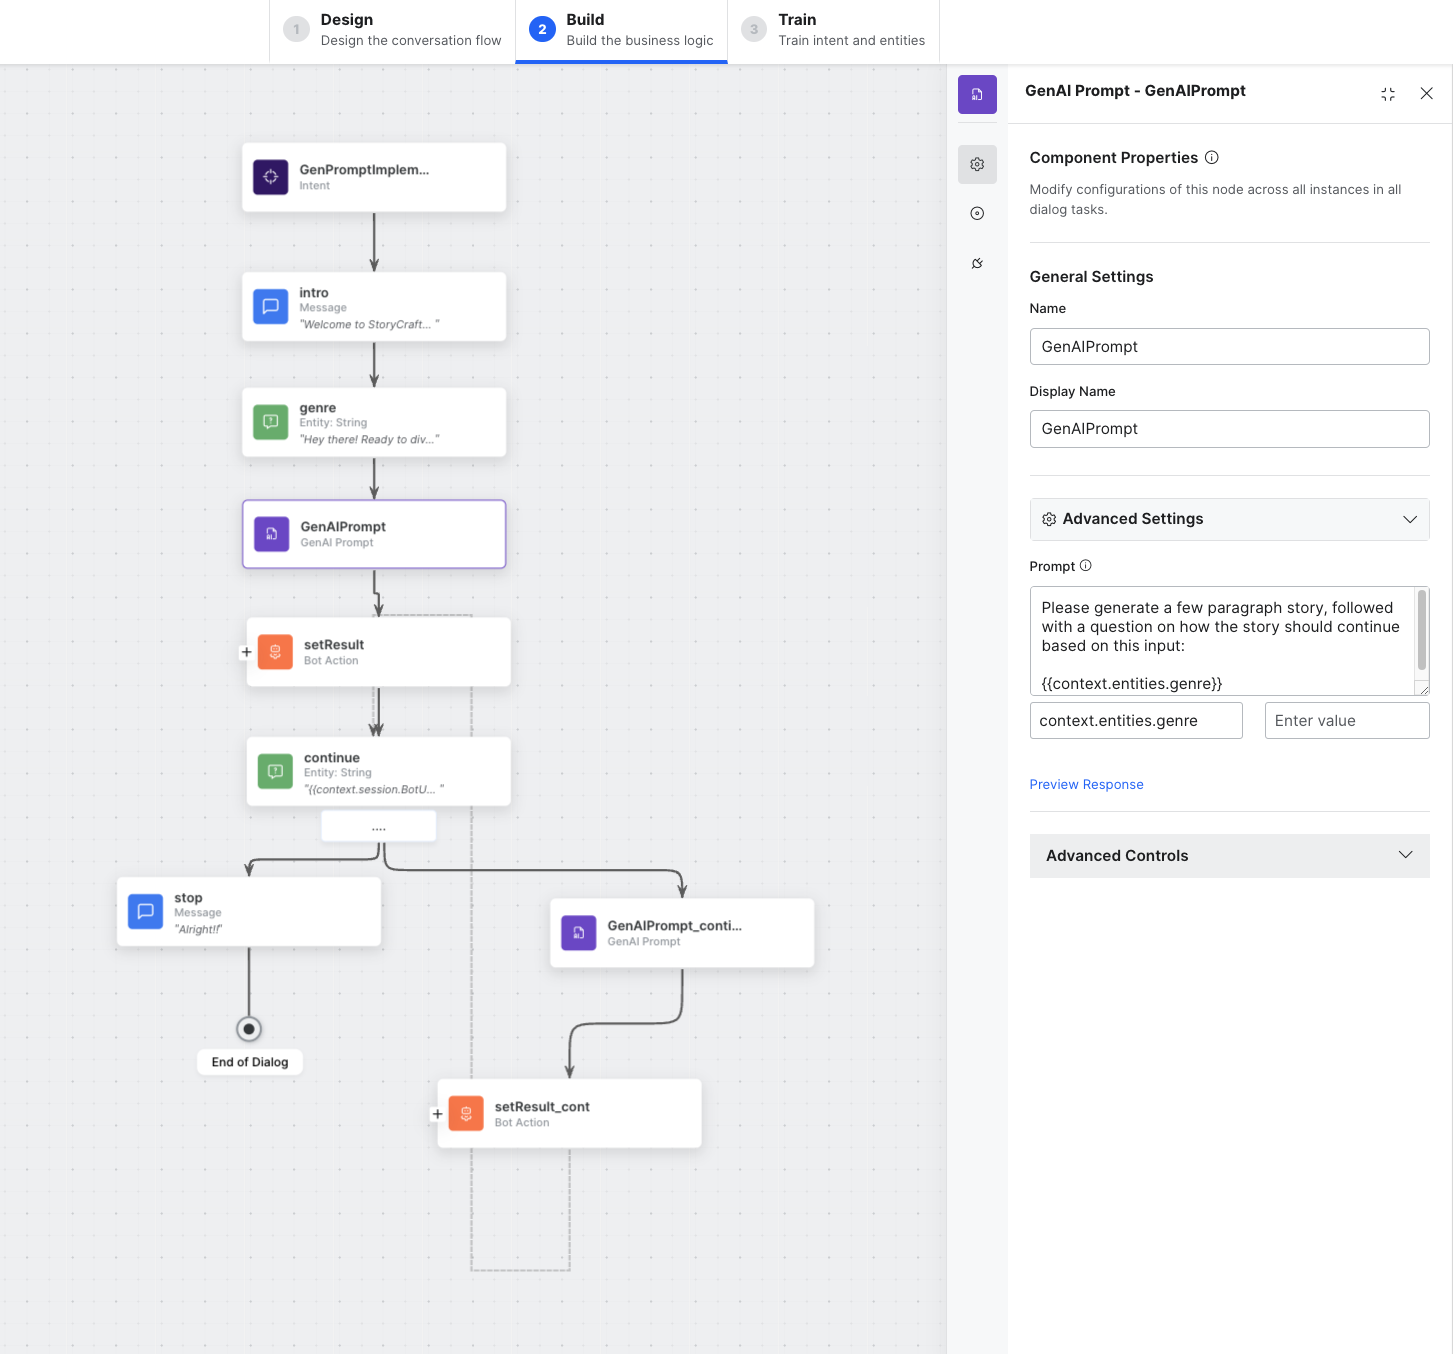 1
Design
Design the conversation flow
2
Build
Build the business logic
3
Train
Train intent and entities
GenPromptImplem...
Intent
intro
Message
"Welcome to StoryCraft... "
genre
Entity: String
"Hey there! Ready to div..."
GenAIPrompt
GenAI Prompt
setResult
Bot Action
continue
Entity: String
"{{context.session.BotU... "
....
stop
Message
"Alright!!"
End of Dialog
GenAIPrompt_conti...
GenAI Prompt
setResult_cont
Bot Action
GenAI Prompt - GenAIPrompt
Component Properties
Modify configurations of this node across all instances in all
dialog tasks.
General Settings
Name
GenAIPrompt
Display Name
GenAIPrompt
Advanced Settings
Prompt
Please generate a few paragraph story, followed
with a question on how the story should continue
based on this input:
{{context.entities.genre}}
context.entities.genre
Enter value
Preview Response
Advanced Controls